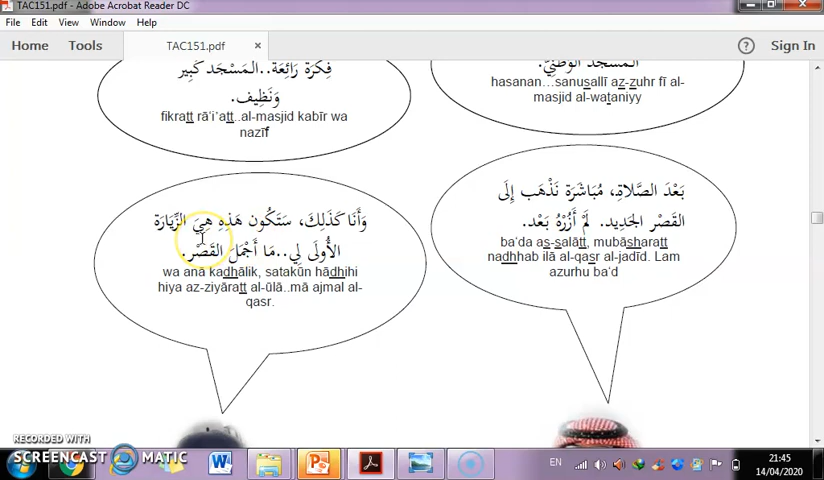 TAC151.pdf - Adobe Acrobat Reader DC
File Edit View Window Help
Home Tools TAC151.pdf × ? Sign In
فِكَرَة رَائِعَة..المَسْجَد كَبِير
وَنَظِيف.
fikratt rā'i'att..al-masjid kabīr wa
nazīf
المَسْجَد الوَطَنِيّ.
hasanan…sanusallī az-zuhr fī al-
masjid al-wataniyy
وَأَنَا كَذَلِكَ، سَتَكُون هَذِهِ هِيَ الزِّيَارَة
الأُولَى لِي..مَا أَجْمَلَ القَصْر.
wa anā kadhālik, satakūn hādhihi
hiya az-ziyāratt al-ūlā..mā ajmal al-
qasr.
بَعْدَ الصَّلاَةِ، مُبَاشَرَة نَذْهَب إِلَى
القَصْر الجَدِيد. لَمْ أَزُرْهُ بَعْد.
ba'da as-salātt, mubāsharatt
nadhhab ilā al-qasr al-jadīd. Lam
azurhu ba'd
RECORDED WITH
SCREENCAST MATIC
EN
21:45
14/04/2020